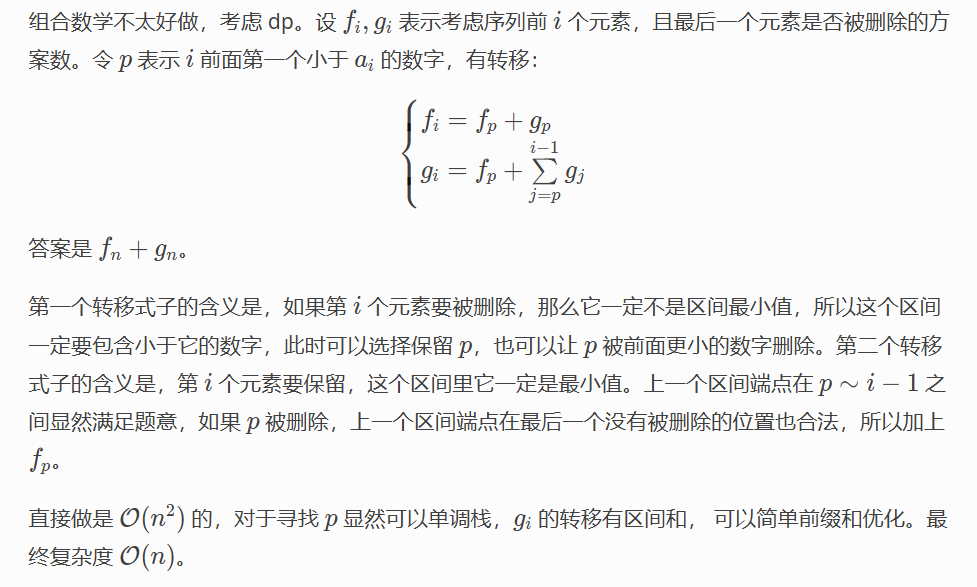 组合数学不太好做，考虑 dp。设 f_i, g_i 表示考虑序列前 i 个元素，且最后一个元素是否被删除的方
案数。令 p 表示 i 前面第一个小于 a_i 的数字，有转移：
f_i = f_p + g_p
g_i = f_p + \sum_{j=p}^{i-1} g_j
答案是 f_n + g_n。
第一个转移式子的含义是，如果第 i 个元素要被删除，那么它一定不是区间最小值，所以这个区间
一定要包含小于它的数字，此时可以选择保留 p，也可以让 p 被前面更小的数字删除。第二个转移
式子的含义是，第 i 个元素要保留，这个区间里它一定是最小值。上一个区间端点在 p ∼ i − 1 之
间显然满足题意，如果 p 被删除，上一个区间端点在最后一个没有被删除的位置也合法，所以加上
f_p。
直接做是 O(n^2) 的，对于寻找 p 显然可以单调栈，g_i 的转移有区间和， 可以简单前缀和优化。最
终复杂度 O(n)。